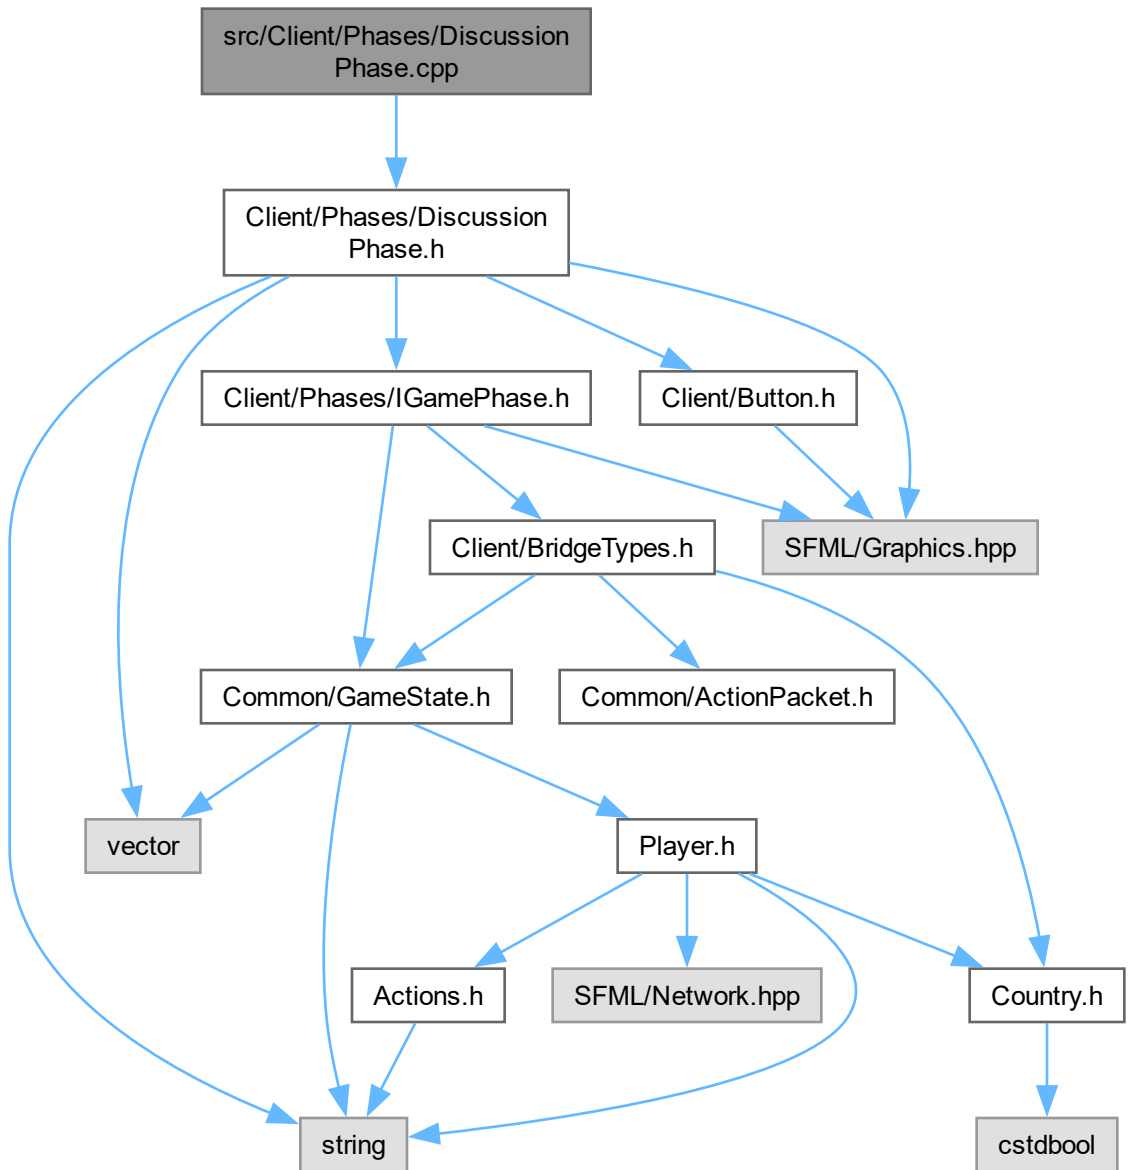 src/Client/Phases/Discussion
Phase.cpp
Client/Phases/Discussion
Phase.h
Client/Phases/IGamePhase.h
Client/Button.h
Client/BridgeTypes.h
SFML/Graphics.hpp
Common/GameState.h
Common/ActionPacket.h
vector
Player.h
Actions.h
SFML/Network.hpp
Country.h
string
cstdbool